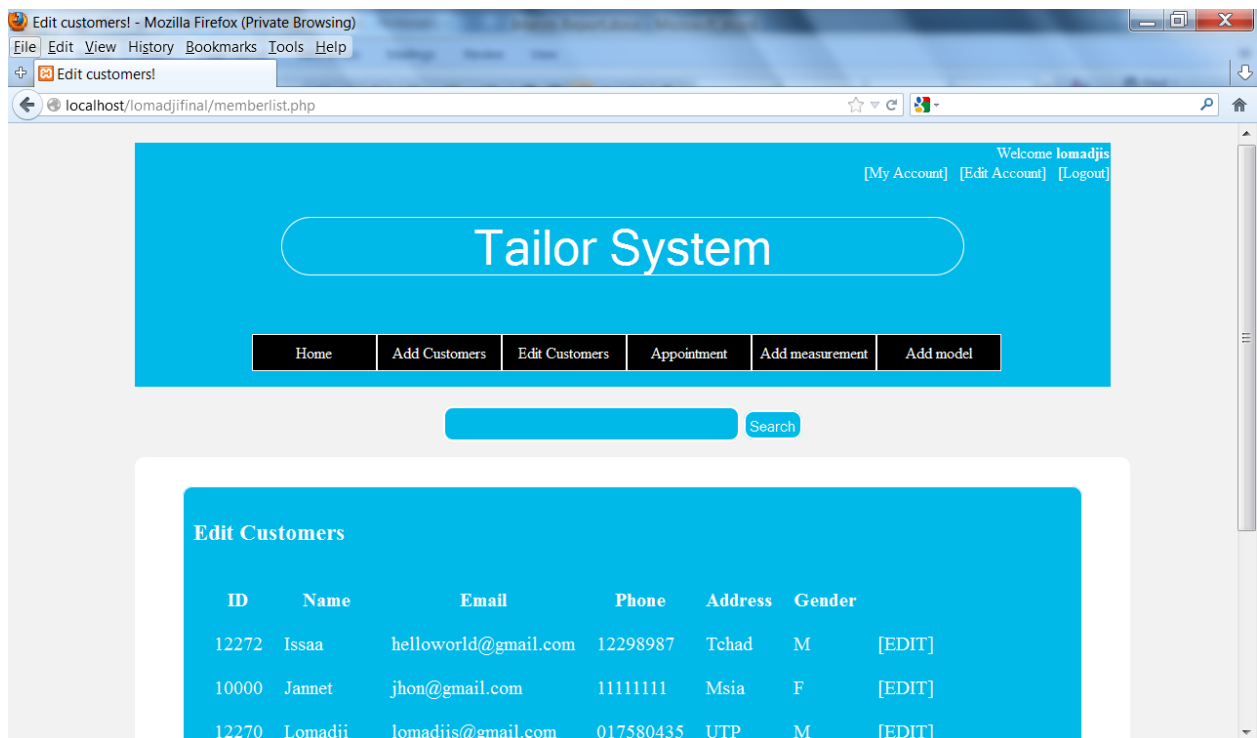 Edit customers! - Mozilla Firefox (Private Browsing)
File Edit View History Bookmarks Tools Help
Edit customers!
localhost/lomadjifinal/memberlist.php
Welcome lomadjis
[My Account] [Edit Account] [Logout]
Tailor System
Home Add Customers Edit Customers Appointment Add measurement Add model
Search
Edit Customers
ID Name Email Phone Address Gender
12272 Issaa helloworld@gmail.com 12298987 Tchad M [EDIT]
10000 Jannet jhon@gmail.com 11111111 Msia F [EDIT]
12270 Lomadji lomadjis@gmail.com 017580435 UTP M [EDIT]